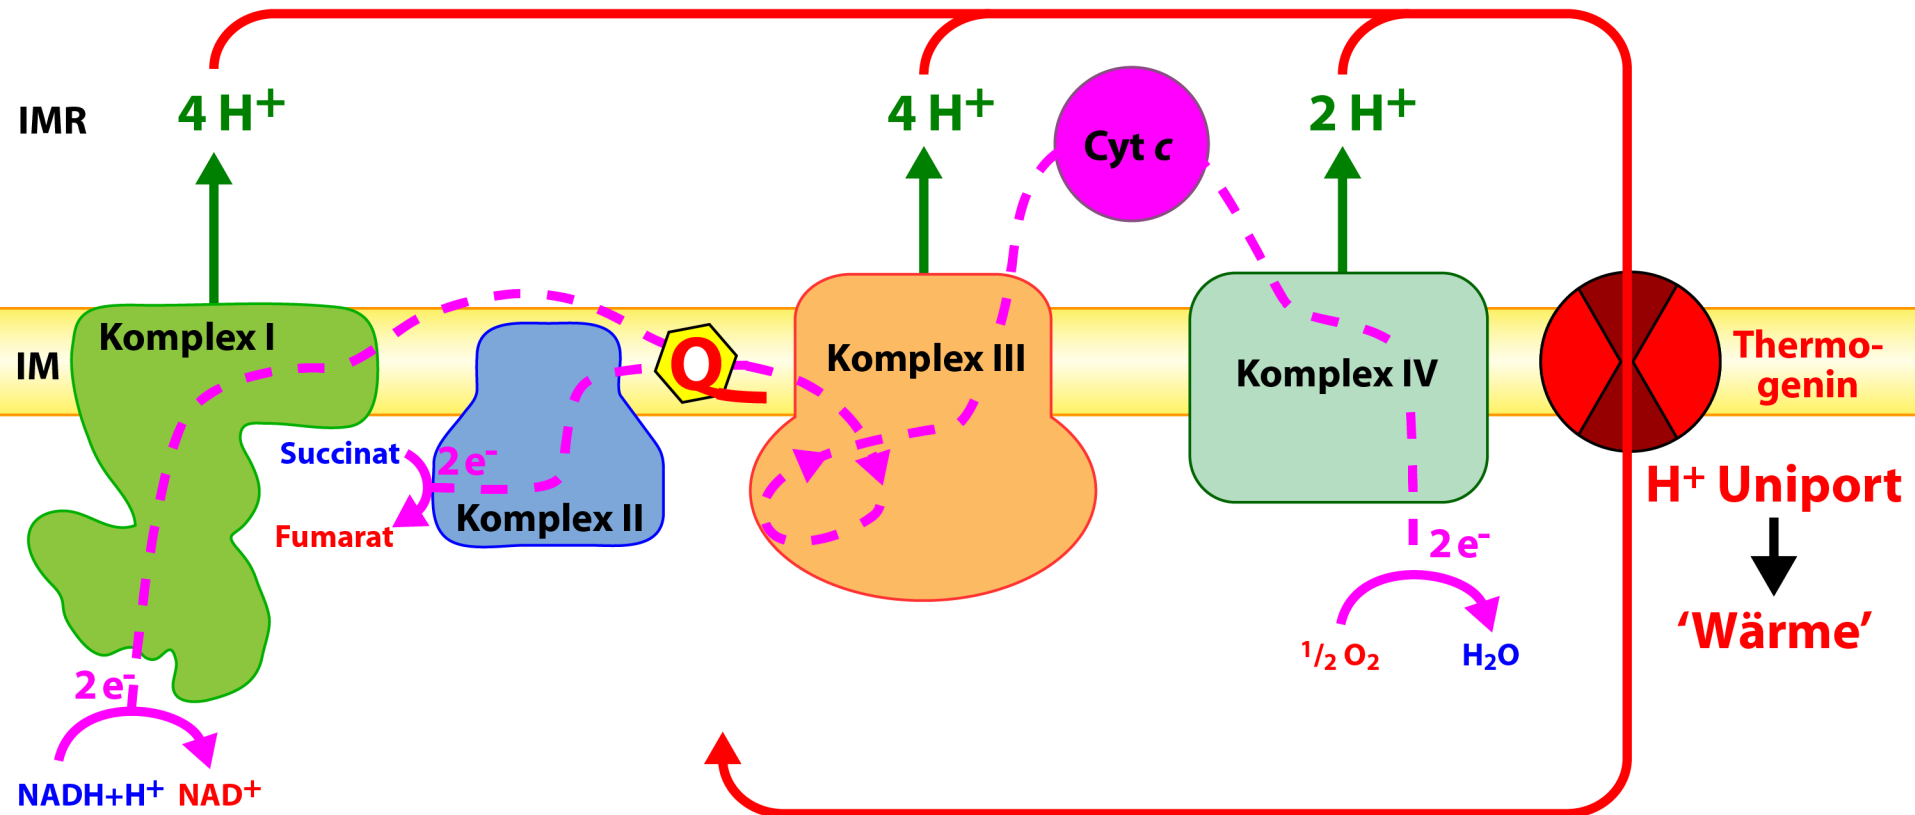 IMR
4 H⁺
4 H⁺
Cyt c
2 H⁺
IM
Komplex I
Q
Komplex III
Komplex IV
Thermo-
genin
Succinat
2 e⁻
Fumarat
Komplex II
H⁺ Uniport
2 e⁻
'Wärme'
½ O₂
H₂O
2 e⁻
NADH+H⁺
NAD⁺